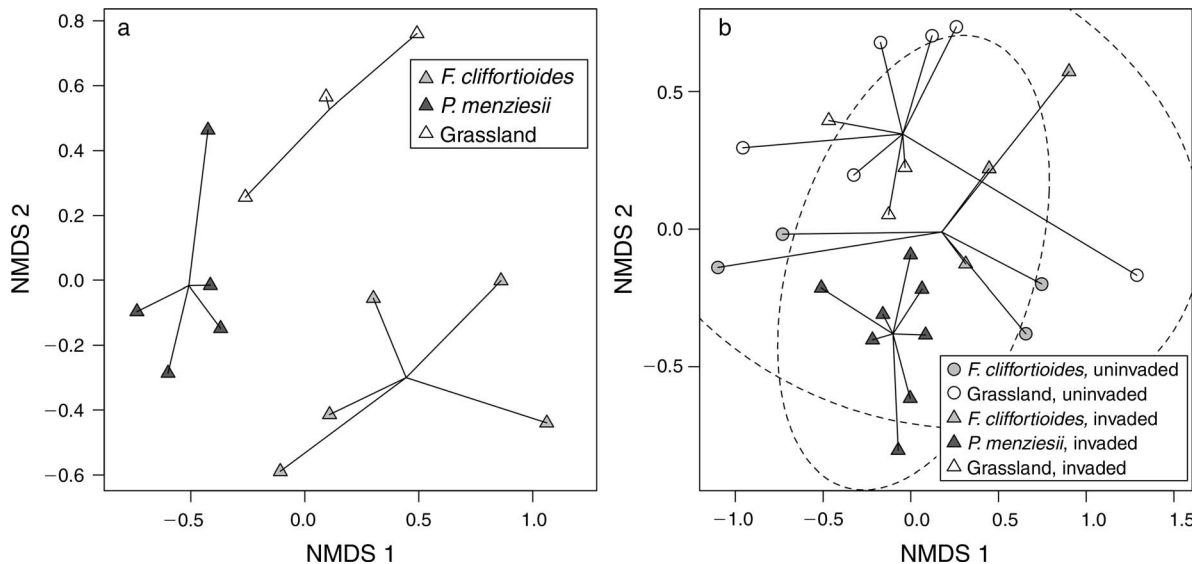 a
F. cliffortioides
P. menziesii
Grassland
0.8
0.6
0.4
0.2
0.0
−0.2
−0.4
−0.6
NMDS 2
−0.5
0.0
0.5
1.0
NMDS 1
b
0.5
0.0
−0.5
NMDS 2
F. cliffortioides, uninvaded
Grassland, uninvaded
F. cliffortioides, invaded
P. menziesii, invaded
Grassland, invaded
−1.0
−0.5
0.0
0.5
1.0
1.5
NMDS 1